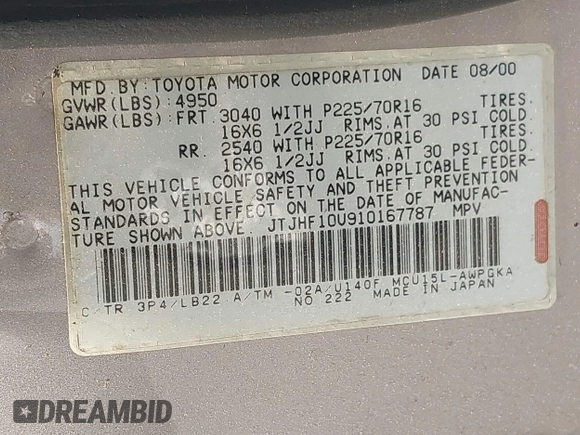 MFD. BY: TOYOTA MOTOR CORPORATION DATE 08/00
GVWR(LBS):4950
GAWR(LBS):FRT. 3040 WITH P225/70R16 TIRES.
16X6 1/2JJ RIMS.AT 30 PSI COLD.
RR. 2540 WITH P225/70R16 TIRES.
16X6 1/2JJ RIMS.AT 30 PSI COLD.
THIS VEHICLE CONFORMS TO ALL APPLICABLE FEDER-
AL MOTOR VEHICLE SAFETY AND THEFT PREVENTION
STANDARDS IN EFFECT ON THE DATE OF MANUFAC-
TURE SHOWN ABOVE. JTJHF10U910167787 MPV
C/TR 3P4/LB22 A/TM -02A/U140F MCU15L-AWPGKA
NO 222 MADE IN JAPAN
DREAMBID